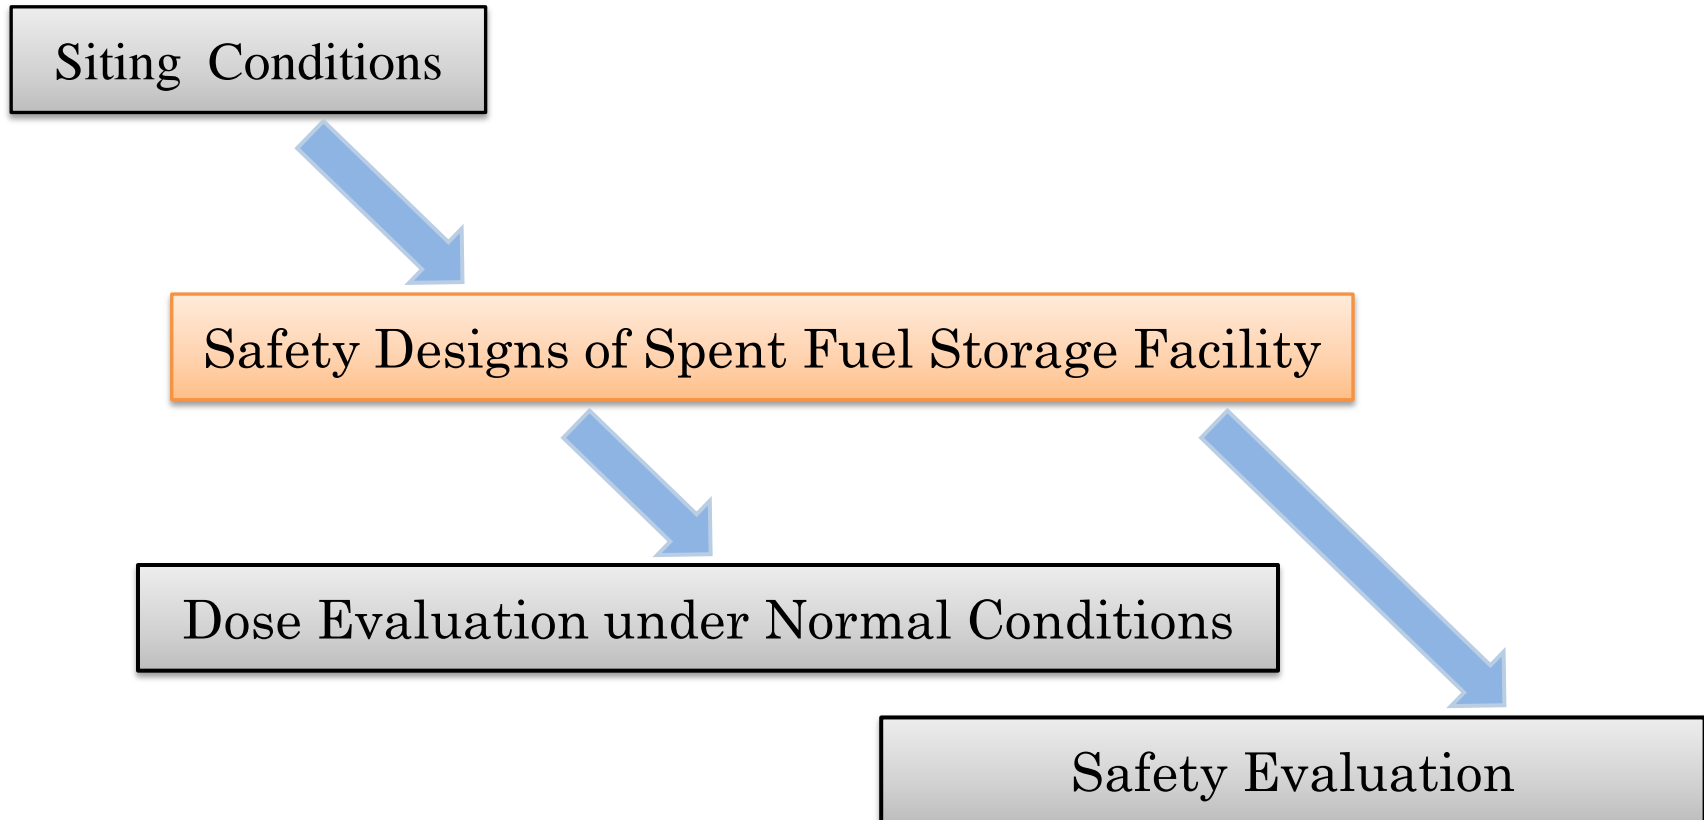 Siting Conditions
Safety Designs of Spent Fuel Storage Facility
Dose Evaluation under Normal Conditions
Safety Evaluation